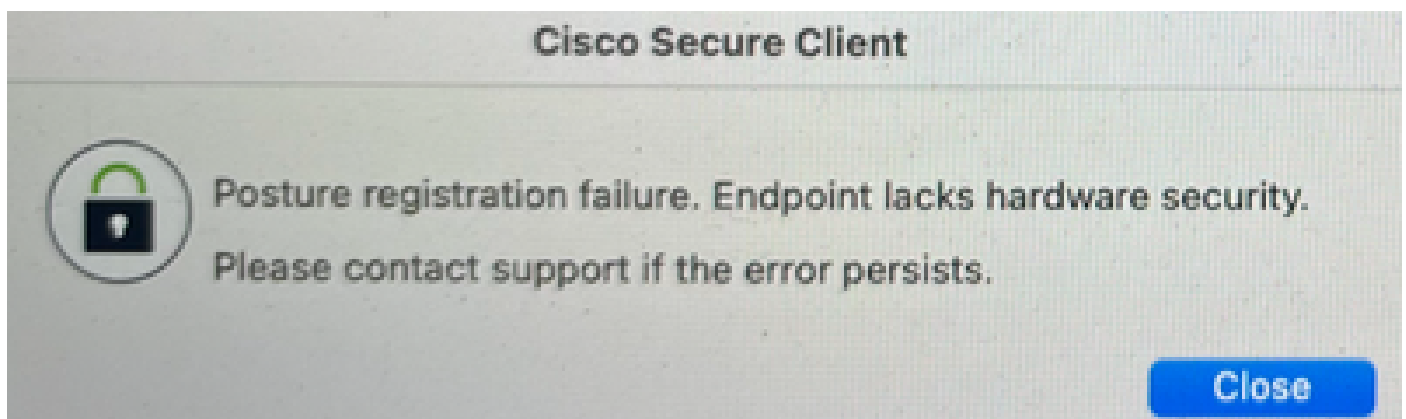 Cisco Secure Client
Posture registration failure. Endpoint lacks hardware security.
Please contact support if the error persists.
Close